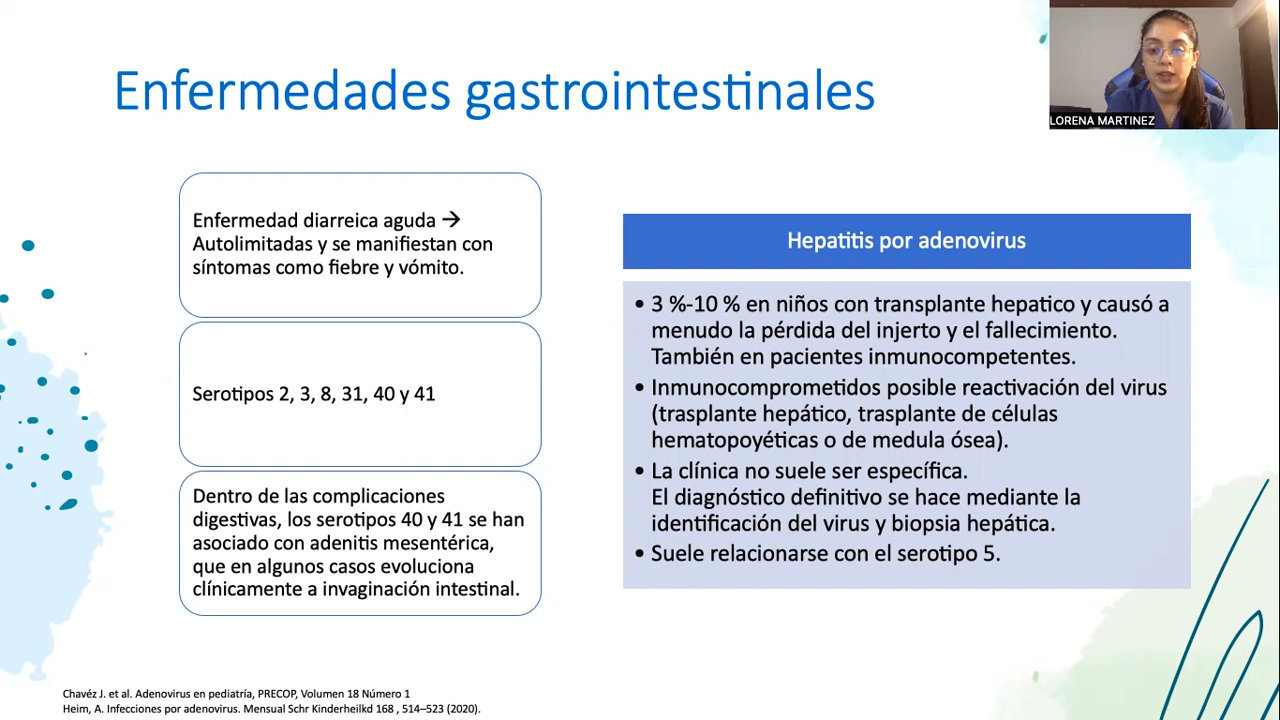 Enfermedades gastrointestinales
LORENA MARTINEZ
Enfermedad diarreica aguda →
Autolimitadas y se manifiestan con
síntomas como fiebre y vómito.
Serotipos 2, 3, 8, 31, 40 y 41
Dentro de las complicaciones
digestivas, los serotipos 40 y 41 se han
asociado con adenitis mesentérica,
que en algunos casos evoluciona
clínicamente a invaginación intestinal.
Hepatitis por adenovirus
• 3 %-10 % en niños con transplante hepatico y causó a
menudo la pérdida del injerto y el fallecimiento.
También en pacientes inmunocompetentes.
• Inmunocomprometidos posible reactivación del virus
(trasplante hepático, trasplante de células
hematopoyéticas o de medula ósea).
• La clínica no suele ser específica.
El diagnóstico definitivo se hace mediante la
identificación del virus y biopsia hepática.
• Suele relacionarse con el serotipo 5.
Chavéz J. et al. Adenovirus en pediatría, PRECOP, Volumen 18 Número 1
Heim, A. Infecciones por adenovirus. Mensual Schr Kinderheilkd 168 , 514–523 (2020).